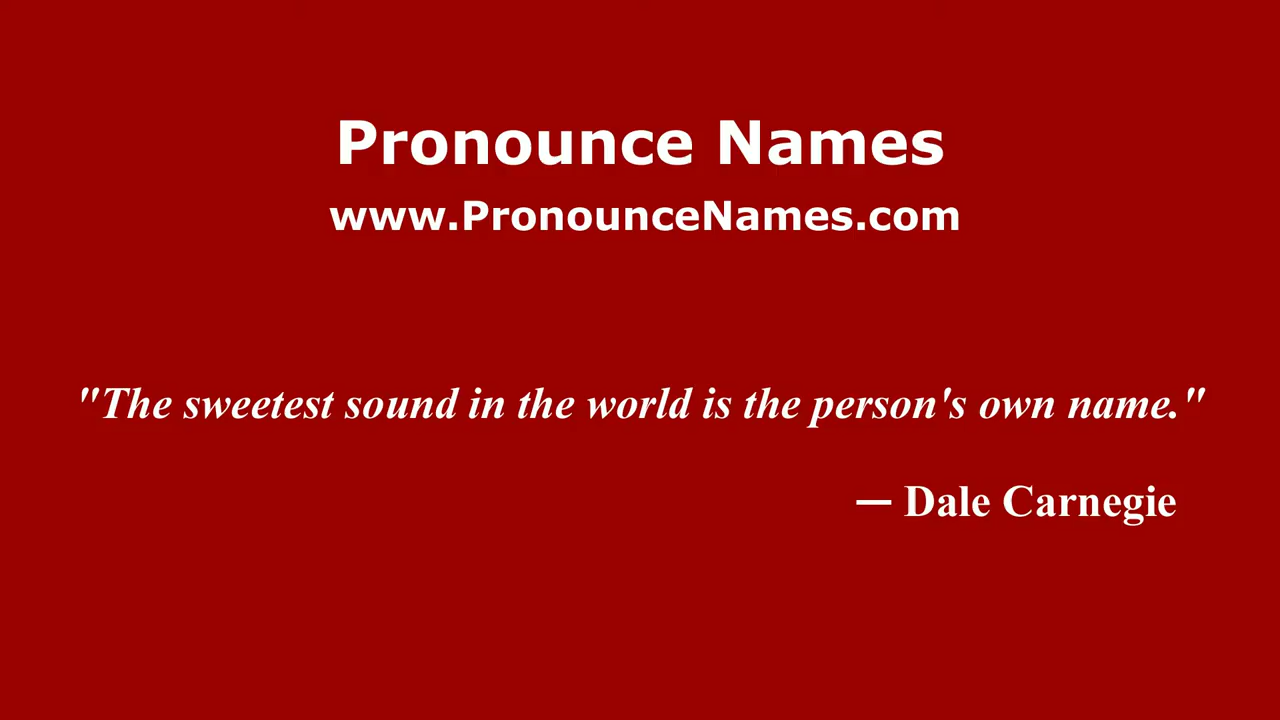 Pronounce Names
www.PronounceNames.com
"The sweetest sound in the world is the person's own name."
— Dale Carnegie